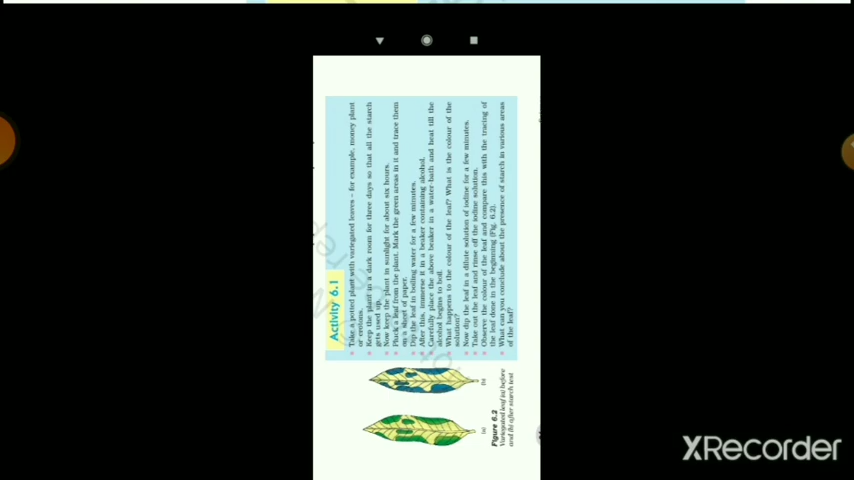 Activity 6.1
Take a potted plant with variegated leaves – for example, money plant
or crotons.
Keep the plant in a dark room for three days so that all the starch
gets used up.
Now keep the plant in sunlight for about six hours.
Pluck a leaf from the plant. Mark the green areas in it and trace them
on a sheet of paper.
Dip the leaf in boiling water for a few minutes.
After this, immerse it in a beaker containing alcohol.
Carefully place the above beaker in a water-bath and heat till the
alcohol begins to boil.
What happens to the colour of the leaf? What is the colour of the
solution?
Now dip the leaf in a dilute solution of iodine for a few minutes.
Take out the leaf and rinse off the iodine solution.
Observe the colour of the leaf and compare this with the tracing of
the leaf done in the beginning (Fig. 6.2).
What can you conclude about the presence of starch in various areas
of the leaf?
(a)
(b)
Figure 6.2
Variegated leaf (a) before
and (b) after starch test
XRecorder